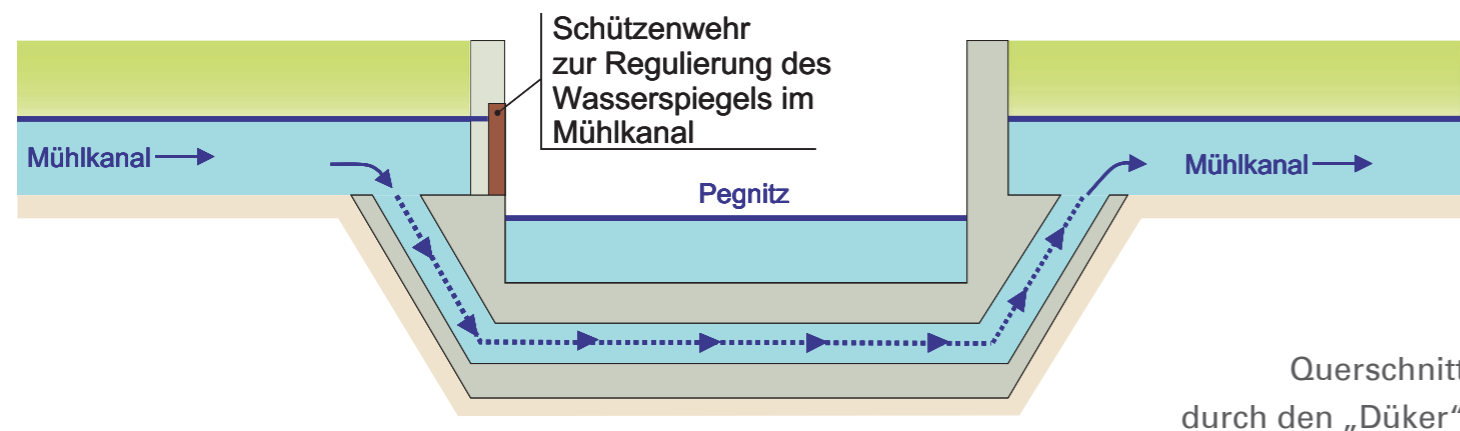 Schützenwehr
zur Regulierung des
Wasserspiegels im
Mühlkanal
Mühlkanal
Pegnitz
Mühlkanal
Querschnitt
durch den „Düker“